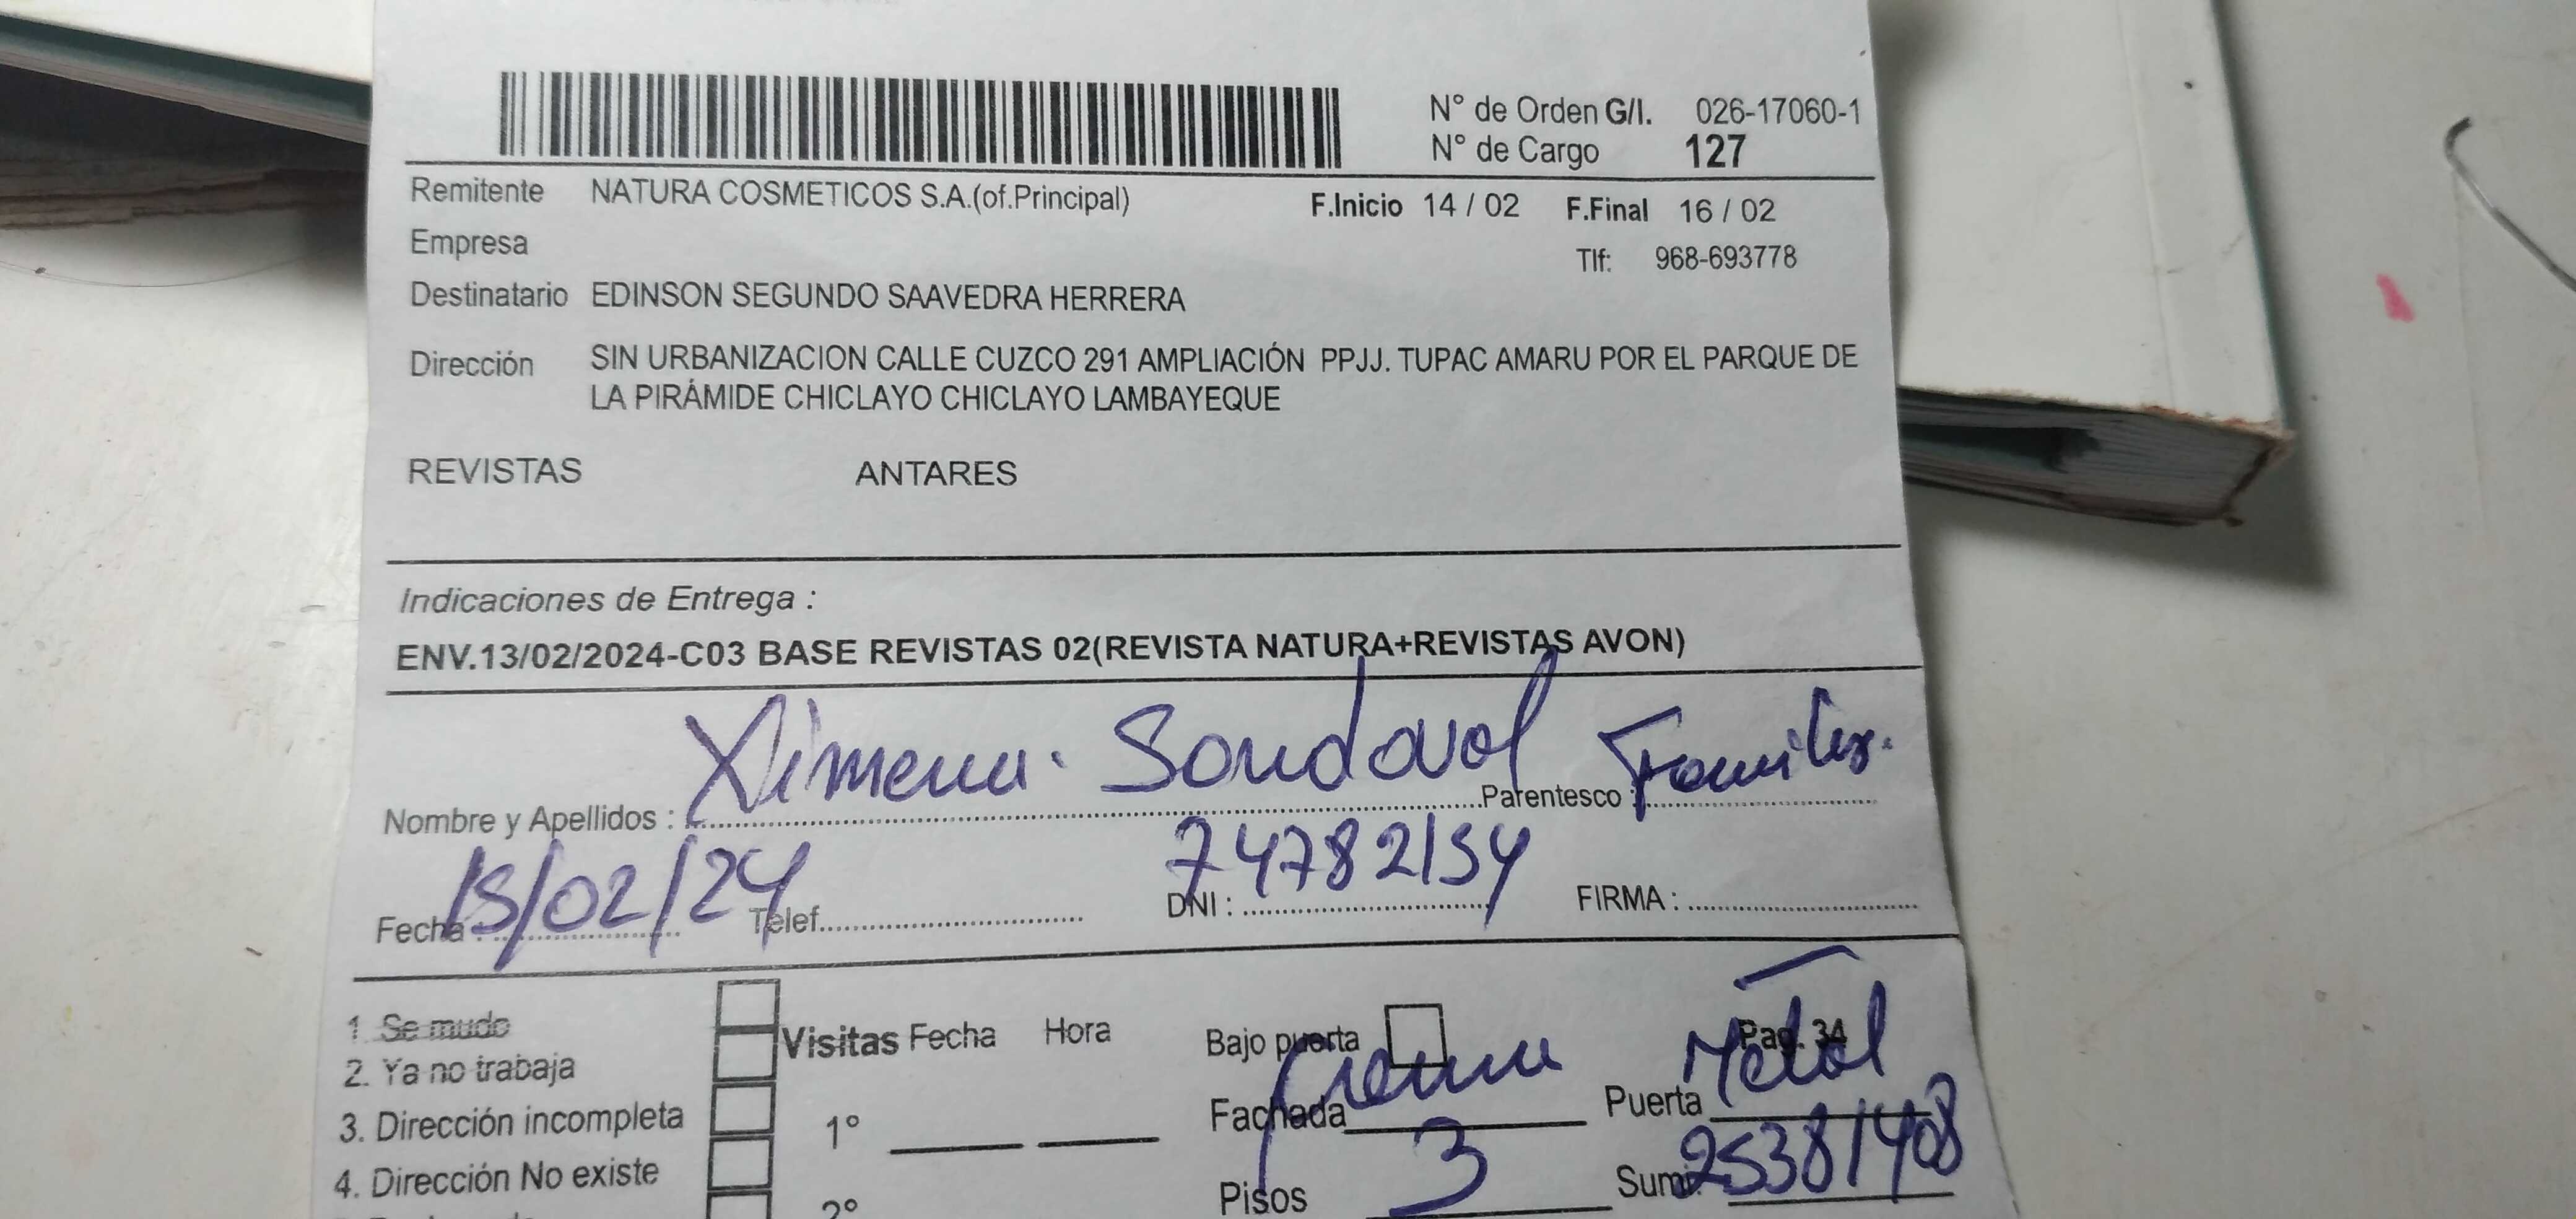 N° de Orden G/I. 026-17060-1
N° de Cargo 127
Remitente NATURA COSMETICOS S.A.(of.Principal) F.Inicio 14 / 02 F.Final 16 / 02
Empresa Tlf: 968-693778
Destinatario EDINSON SEGUNDO SAAVEDRA HERRERA
Dirección SIN URBANIZACION CALLE CUZCO 291 AMPLIACIÓN PPJJ. TUPAC AMARU POR EL PARQUE DE
LA PIRÁMIDE CHICLAYO CHICLAYO LAMBAYEQUE
REVISTAS ANTARES
Indicaciones de Entrega :
ENV.13/02/2024-C03 BASE REVISTAS 02(REVISTA NATURA+REVISTAS AVON)
Nombre y Apellidos : Ximena Sandoval Parentesco : Familiar.
Fecha : 15/02/24 Telef. DNI : 74782154 FIRMA :
1. Se mudo Visitas Fecha Hora Bajo puerta Pag. 34
2. Ya no trabaja
3. Dirección incompleta 1° Fachada crema Puerta Metal
4. Dirección No existe 2° Pisos 3 Sumi. 25381408